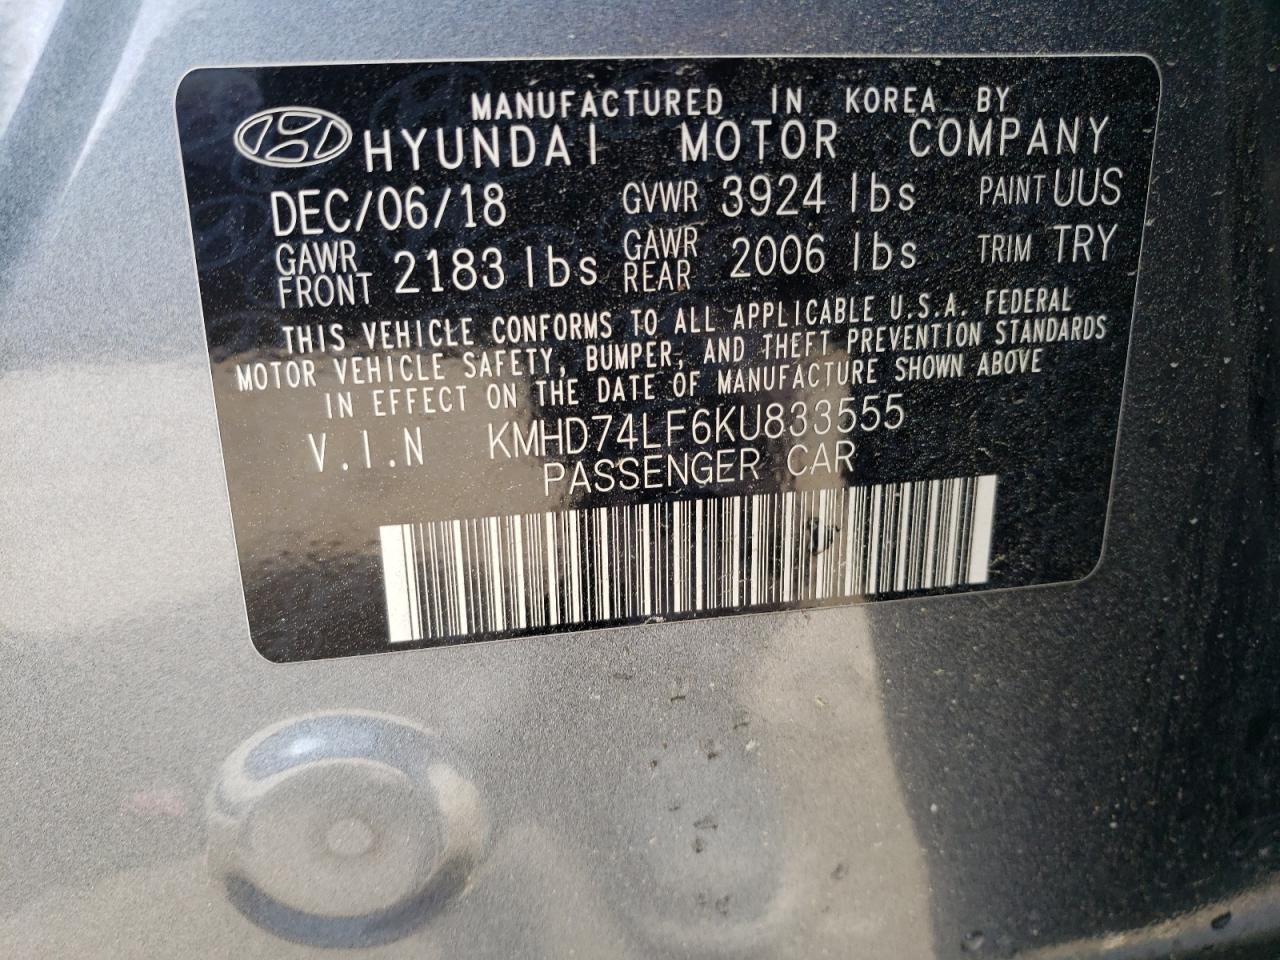 MANUFACTURED IN KOREA BY
HYUNDAI MOTOR COMPANY
DEC/06/18 GVWR 3924 lbs PAINT UUS
GAWR FRONT 2183 lbs GAWR REAR 2006 lbs TRIM TRY
THIS VEHICLE CONFORMS TO ALL APPLICABLE U.S.A. FEDERAL
MOTOR VEHICLE SAFETY, BUMPER, AND THEFT PREVENTION STANDARDS
IN EFFECT ON THE DATE OF MANUFACTURE SHOWN ABOVE
V.I.N KMHD74LF6KU833555
PASSENGER CAR